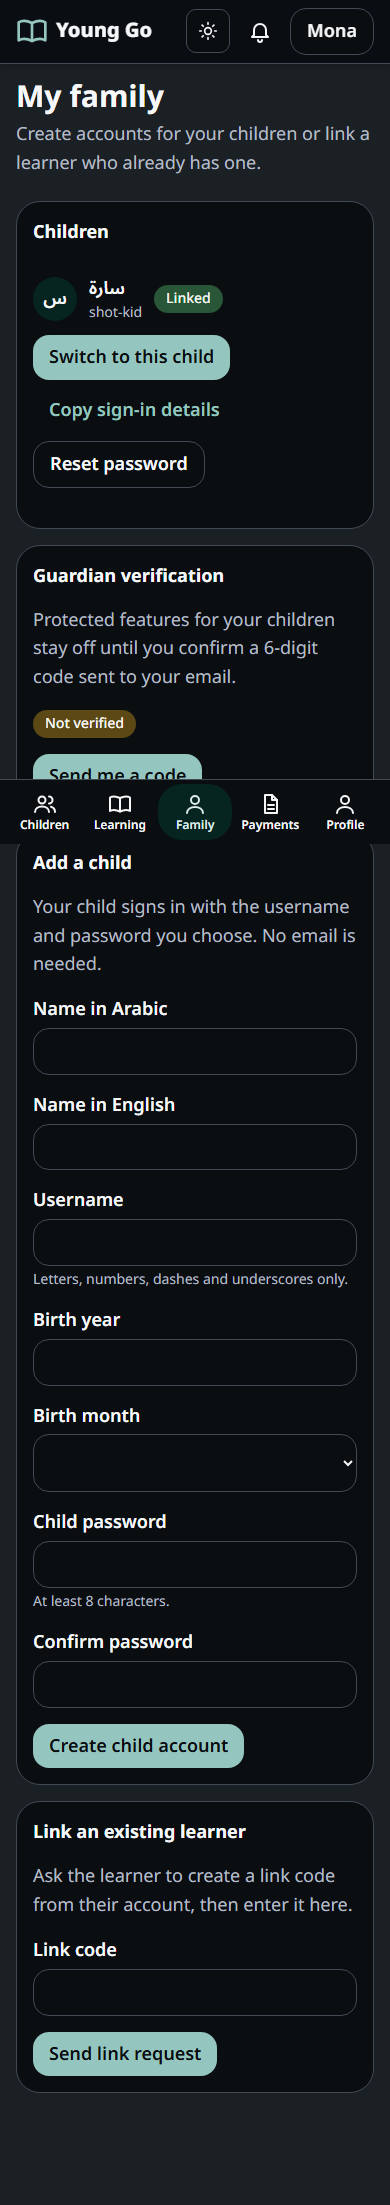 Young Go
Mona
My family
Create accounts for your children or link a
learner who already has one.
Children
س
سارة
shot-kid
Linked
Switch to this child
Copy sign-in details
Reset password
Guardian verification
Protected features for your children
stay off until you confirm a 6-digit
code sent to your email.
Not verified
Send me a code
Children
Learning
Family
Payments
Profile
Add a child
Your child signs in with the username
and password you choose. No email is
needed.
Name in Arabic
Name in English
Username
Letters, numbers, dashes and underscores only.
Birth year
Birth month
Child password
At least 8 characters.
Confirm password
Create child account
Link an existing learner
Ask the learner to create a link code
from their account, then enter it here.
Link code
Send link request